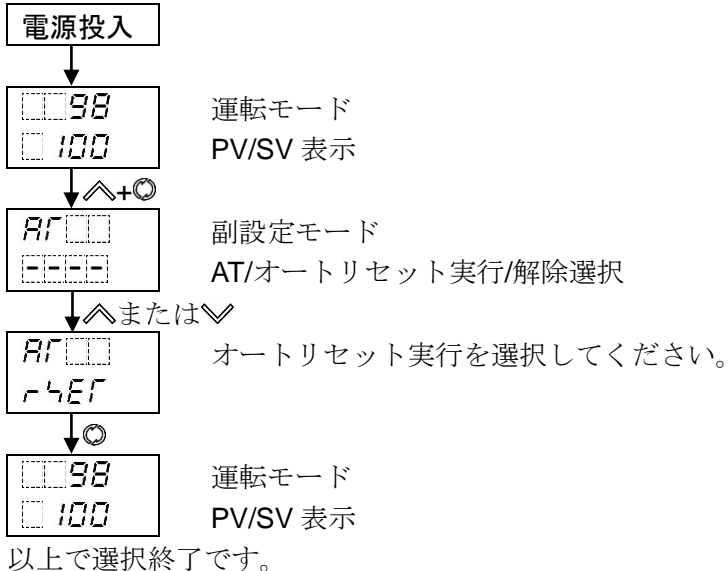 電源投入
98 運転モード
100 PV/SV 表示
+
AT 副設定モード
---- AT/オートリセット実行/解除選択
または
AT オートリセット実行を選択してください。
rSET
98 運転モード
100 PV/SV 表示
以上で選択終了です。